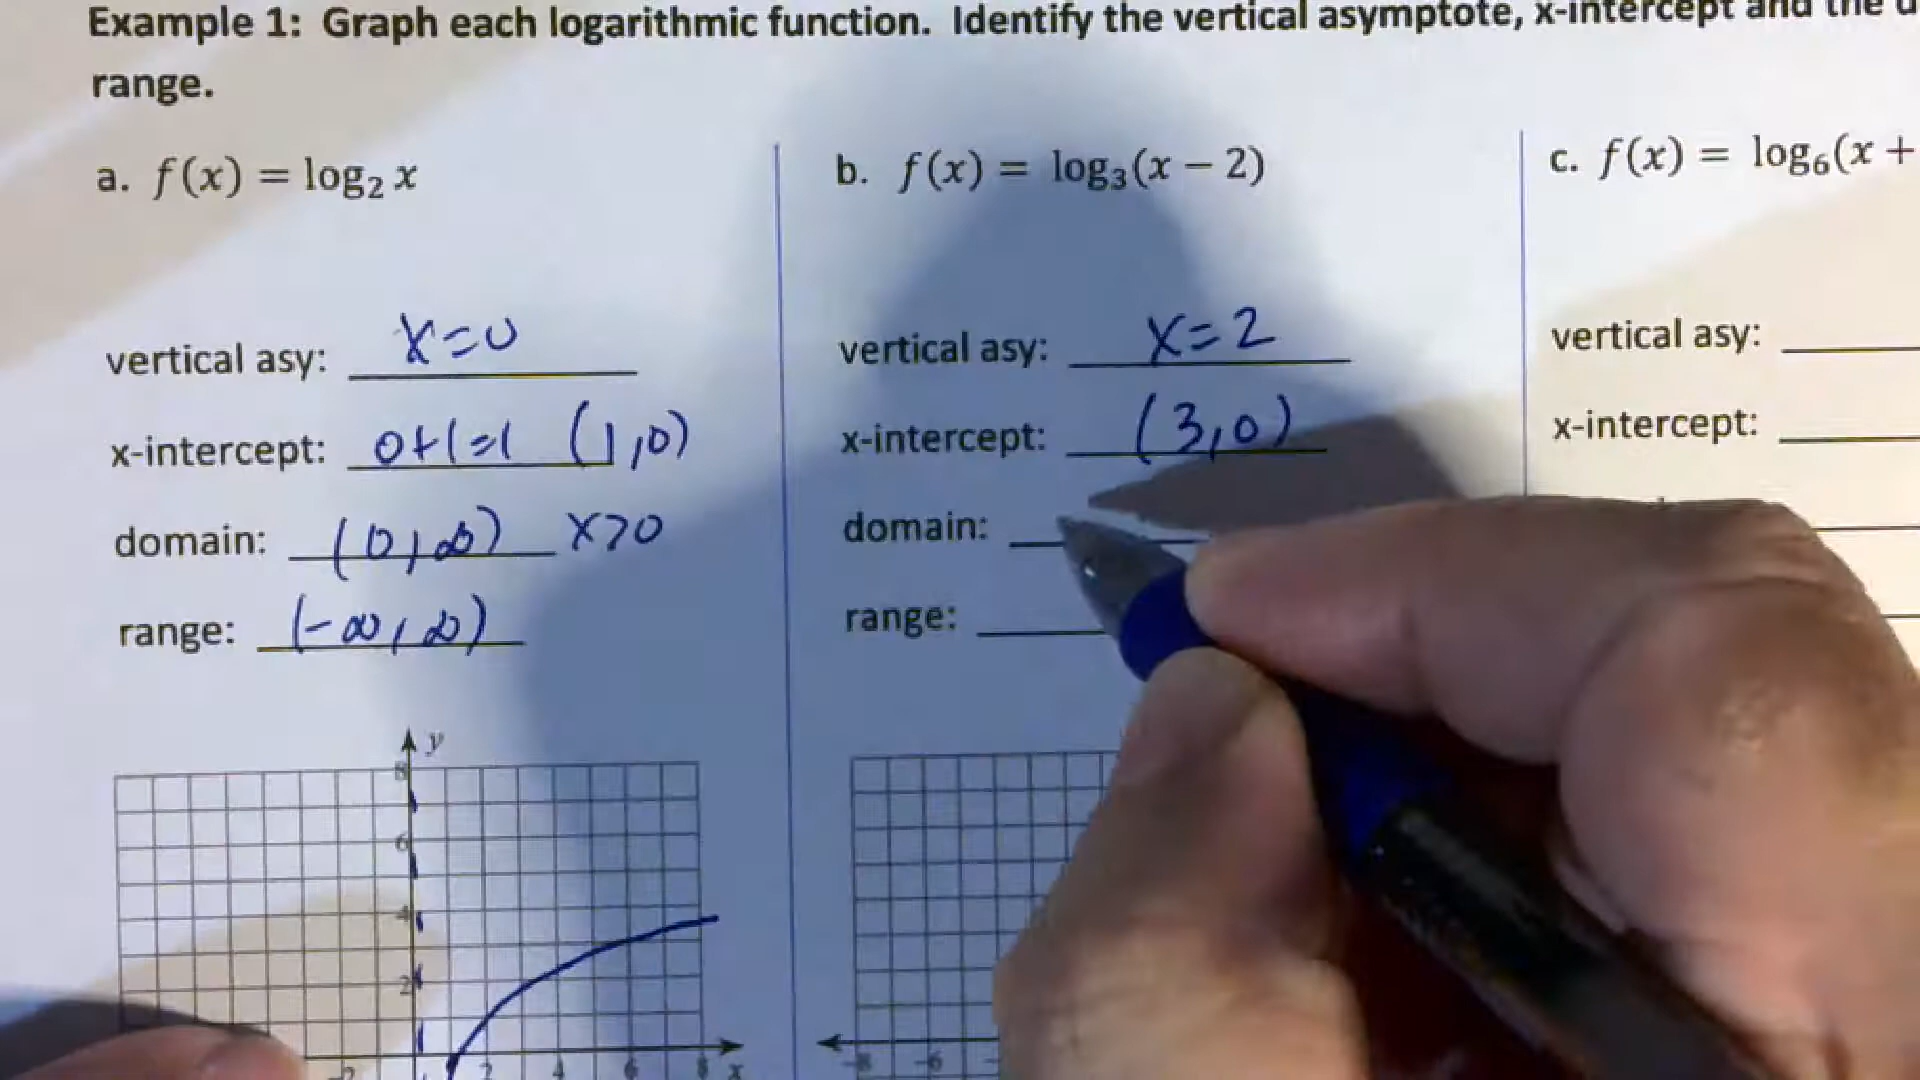 Example 1: Graph each logarithmic function. Identify the vertical asymptote, x-intercept and the
range.
a. f(x) = log₂ x
vertical asy: x=0
x-intercept: 0+1=1 (1,0)
domain: (0,∞) x>0
range: (-∞,∞)
y
8
6
4
2
-2 2 4 6 8 x
b. f(x) = log₃(x − 2)
vertical asy: x=2
x-intercept: (3,0)
domain:
range:
-8 -6
c. f(x) = log₆(x +
vertical asy:
x-intercept: